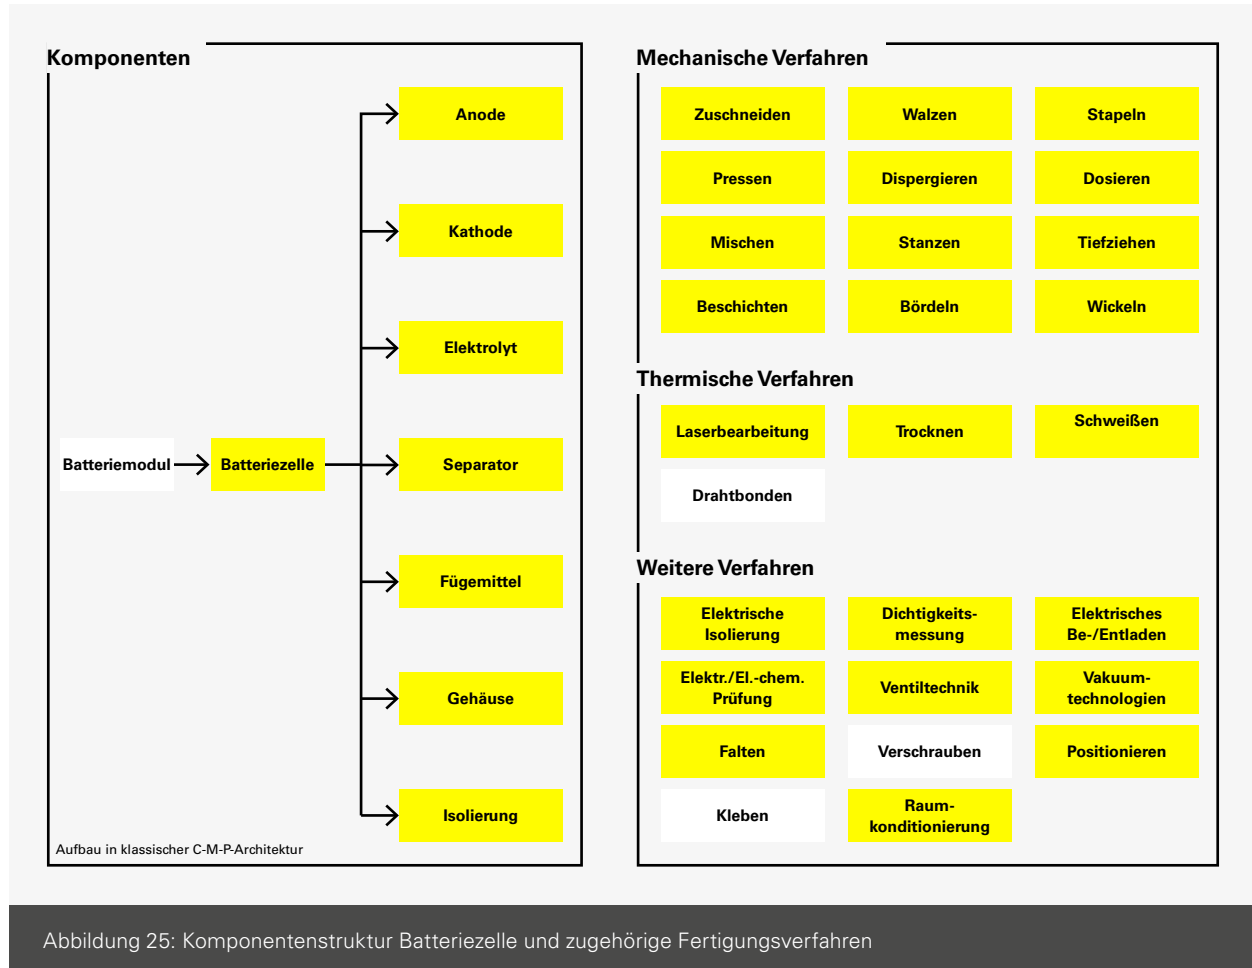 Komponenten
Anode
Kathode
Elektrolyt
Batteriemodul
Batteriezelle
Separator
Fügemittel
Gehäuse
Isolierung
Aufbau in klassischer C-M-P-Architektur
Mechanische Verfahren
Zuschneiden
Walzen
Stapeln
Pressen
Dispergieren
Dosieren
Mischen
Stanzen
Tiefziehen
Beschichten
Bördeln
Wickeln
Thermische Verfahren
Laserbearbeitung
Trocknen
Schweißen
Drahtbonden
Weitere Verfahren
Elektrische
Isolierung
Dichtigkeits-
messung
Elektrisches
Be-/Entladen
Elektr./El.-chem.
Prüfung
Ventiltechnik
Vakuum-
technologien
Falten
Verschrauben
Positionieren
Kleben
Raum-
konditionierung
Abbildung 25: Komponentenstruktur Batteriezelle und zugehörige Fertigungsverfahren